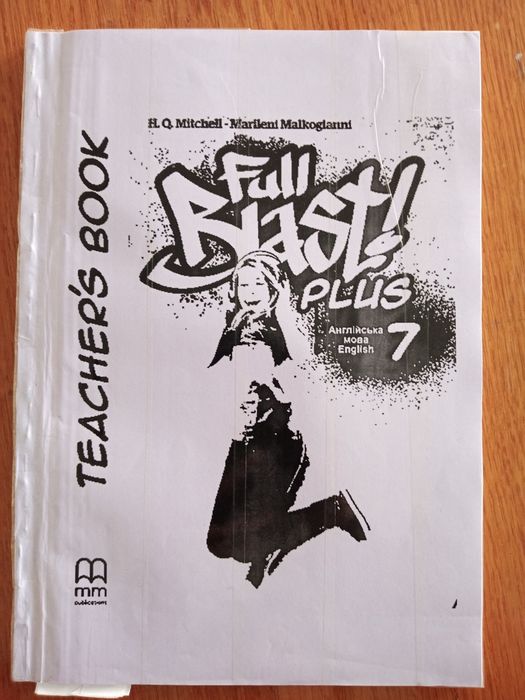 H. Q. Mitchell - Marileni Malkogianni
Full
Blast!
PLUS
Англійська
мова
English
7
TEACHER'S BOOK
mm
publications